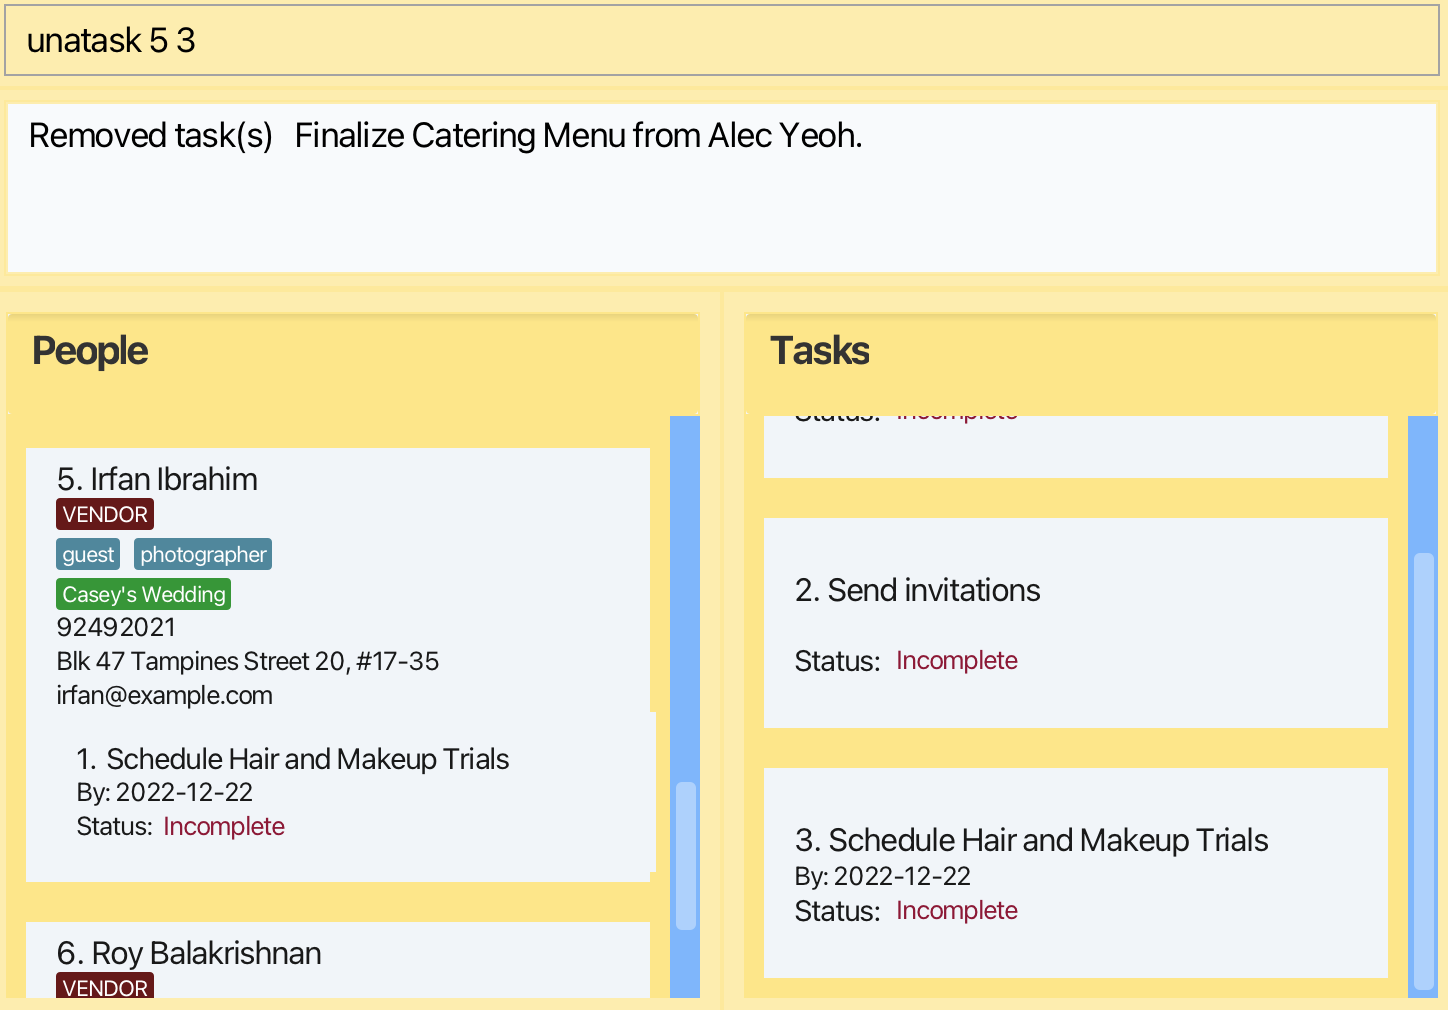 unatask 5 3
Removed task(s)   Finalize Catering Menu from Alec Yeoh.
People
5. Irfan Ibrahim
VENDOR
guest photographer
Casey's Wedding
92492021
Blk 47 Tampines Street 20, #17-35
irfan@example.com
1. Schedule Hair and Makeup Trials
By: 2022-12-22
Status: Incomplete
6. Roy Balakrishnan
VENDOR
Tasks
Status: Incomplete
2. Send invitations
Status: Incomplete
3. Schedule Hair and Makeup Trials
By: 2022-12-22
Status: Incomplete